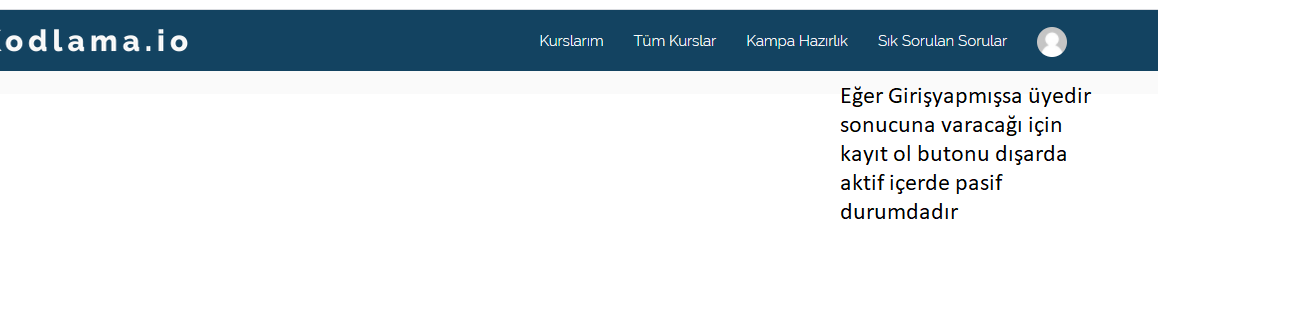 Kodlama.io
Kurslarım Tüm Kurslar Kampa Hazırlık Sık Sorulan Sorular
Eğer Girişyapmışsa üyedir
sonucuna varacağı için
kayıt ol butonu dışarda
aktif içerde pasif
durumdadır